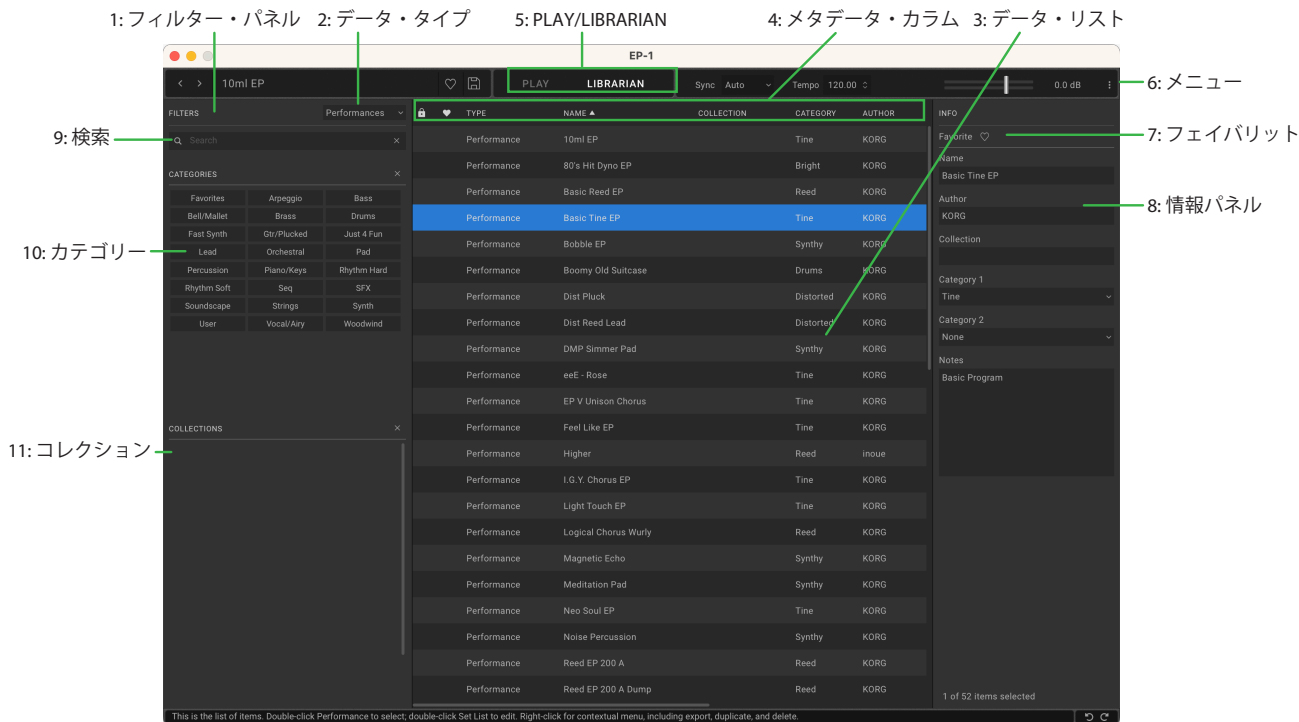 1: フィルター・パネル
2: データ・タイプ
5: PLAY/LIBRARIAN
4: メタデータ・カラム
3: データ・リスト
EP-1
10ml EP
PLAY LIBRARIAN
Sync Auto
Tempo 120.00
0.0 dB
6: メニュー
FILTERS Performances
TYPE NAME COLLECTION CATEGORY AUTHOR
INFO
9: 検索
Search
Favorite
7: フェイバリット
CATEGORIES
Favorites Arpeggio Bass
Bell/Mallet Brass Drums
Fast Synth Gtr/Plucked Just 4 Fun
10: カテゴリー
Lead Orchestral Pad
Percussion Piano/Keys Rhythm Hard
Rhythm Soft Seq SFX
Soundscape Strings Synth
User Vocal/Airy Woodwind
11: コレクション
COLLECTIONS
Performance 10ml EP Tine KORG
Performance 80's Hit Dyno EP Bright KORG
Performance Basic Reed EP Reed KORG
Performance Basic Tine EP Tine KORG
Performance Bobble EP Synthy KORG
Performance Boomy Old Suitcase Drums KORG
Performance Dist Pluck Distorted KORG
Performance Dist Reed Lead Distorted KORG
Performance DMP Simmer Pad Synthy KORG
Performance eeE - Rose Tine KORG
Performance EP V Unison Chorus Tine KORG
Performance Feel Like EP Tine KORG
Performance Higher Reed inoue
Performance I.G.Y. Chorus EP Tine KORG
Performance Light Touch EP Tine KORG
Performance Logical Chorus Wurly Reed KORG
Performance Magnetic Echo Synthy KORG
Performance Meditation Pad Synthy KORG
Performance Neo Soul EP Tine KORG
Performance Noise Percussion Synthy KORG
Performance Reed EP 200 A Reed KORG
Performance Reed EP 200 A Dump Reed KORG
Name
Basic Tine EP
Author
KORG
8: 情報パネル
Collection
Category 1
Tine
Category 2
None
Notes
Basic Program
1 of 52 items selected
This is the list of items. Double-click Performance to select; double-click Set List to edit. Right-click for contextual menu, including export, duplicate, and delete.